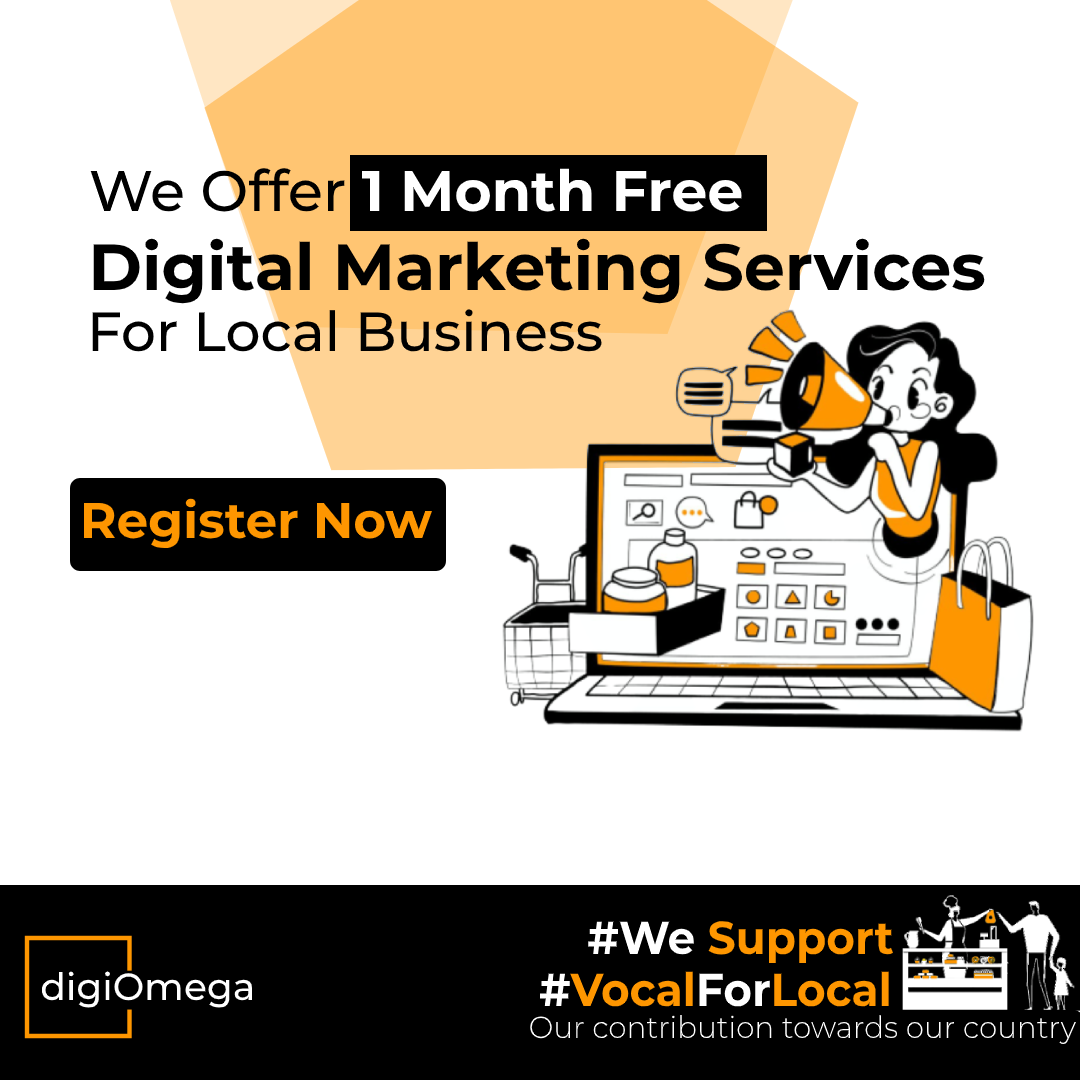 We Offer 1 Month Free
Digital Marketing Services
For Local Business
Register Now
digiOmega
#We Support
#VocalForLocal
Our contribution towards our country